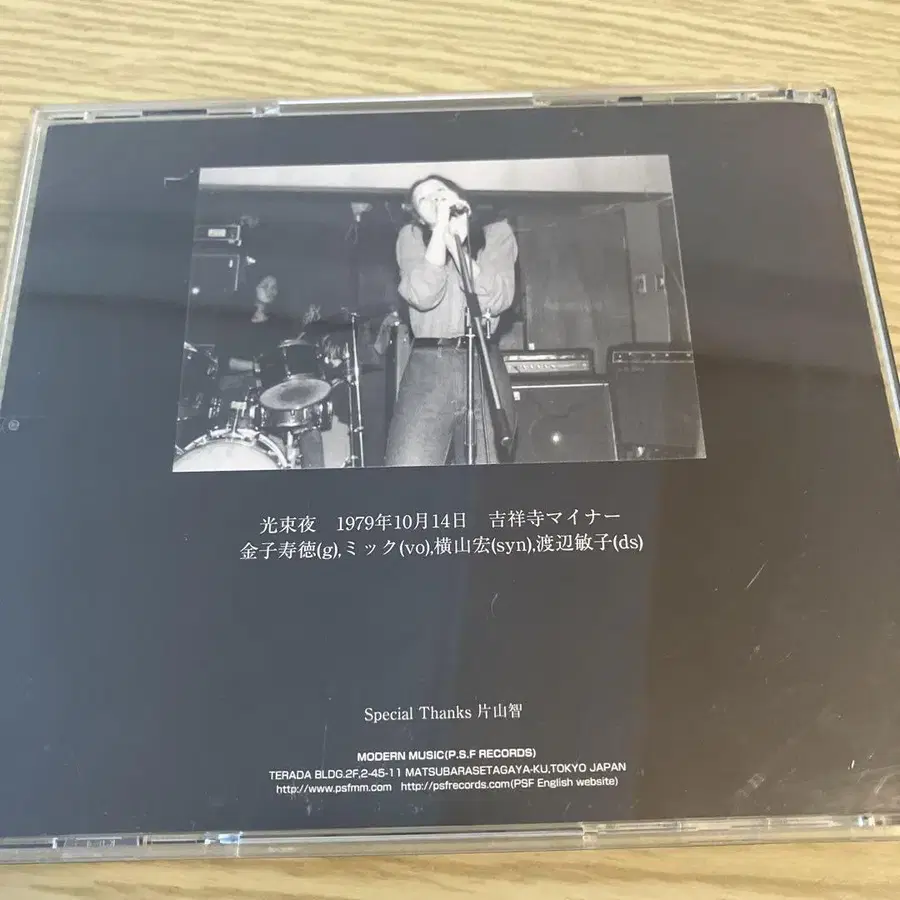 光束夜　1979年10月14日　吉祥寺マイナー
金子寿徳(g),ミック(vo),横山宏(syn),渡辺敏子(ds)
Special Thanks 片山智
MODERN MUSIC(P.S.F RECORDS)
TERADA BLDG.2F,2-45-11 MATSUBARASETAGAYA-KU,TOKYO JAPAN
http://www.psfmm.com http://psfrecords.com(PSF English website)